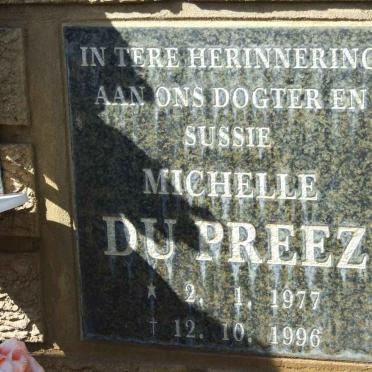 IN TERE HERINNERING
AAN ONS DOGTER EN
SUSSIE
MICHELLE
DU PREEZ
* 2. 1. 1977
† 12. 10. 1996